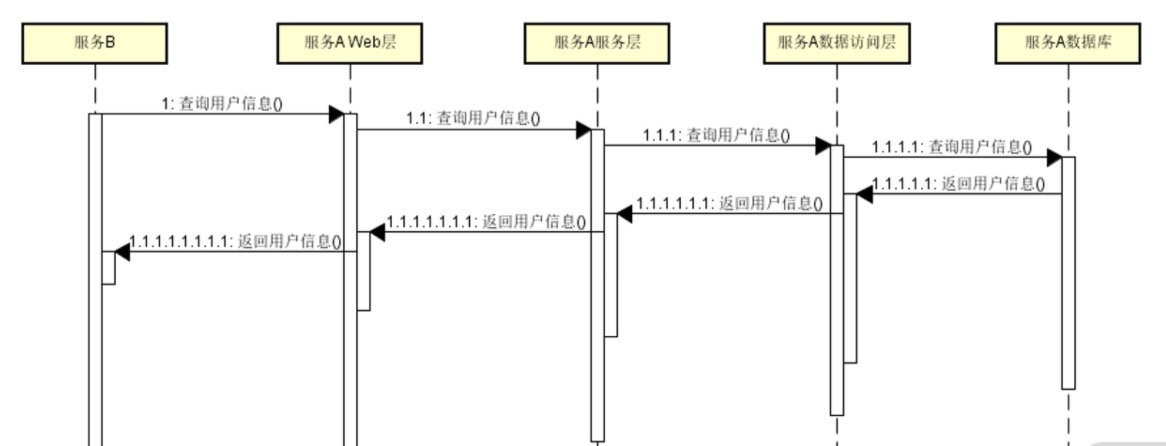 服务B
服务A Web层
服务A服务层
服务A数据访问层
服务A数据库
1: 查询用户信息()
1.1: 查询用户信息()
1.1.1: 查询用户信息()
1.1.1.1: 查询用户信息()
1.1.1.1.1: 返回用户信息()
1.1.1.1.1.1: 返回用户信息()
1.1.1.1.1.1.1: 返回用户信息()
1.1.1.1.1.1.1.1: 返回用户信息()